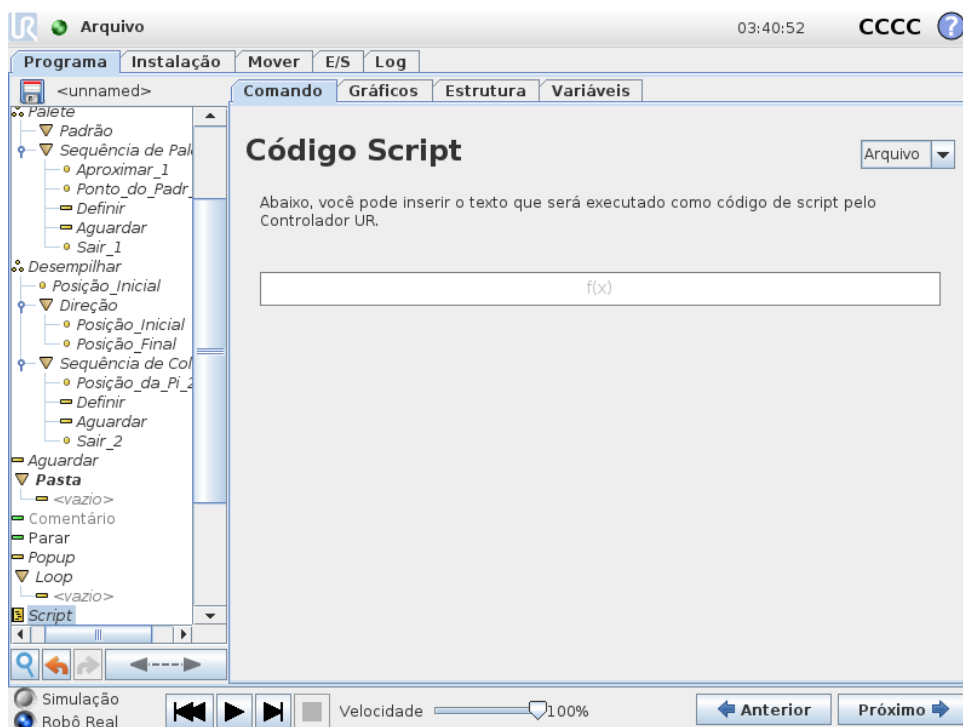 UR Arquivo 03:40:52 CCCC ?
Programa Instalação Mover E/S Log
<unnamed> Comando Gráficos Estrutura Variáveis
Palete
Padrão
Sequência de Pal
Aproximar_1
Ponto_do_Padr_
Definir
Aguardar
Sair_1
Desempilhar
Posição_Inicial
Direção
Posição_Inicial
Posição_Final
Sequência de Col
Posição_da_Pi_2
Definir
Aguardar
Sair_2
Aguardar
Pasta
<vazio>
Comentário
Parar
Popup
Loop
<vazio>
Script
Código Script
Arquivo
Abaixo, você pode inserir o texto que será executado como código de script pelo
Controlador UR.
f(x)
Simulação
Robô Real
Velocidade 100%
Anterior Próximo